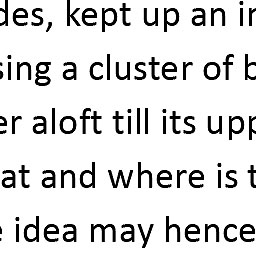 des, kept up an in
sing a cluster of b
er aloft till its upp
at and where is t
e idea may hence